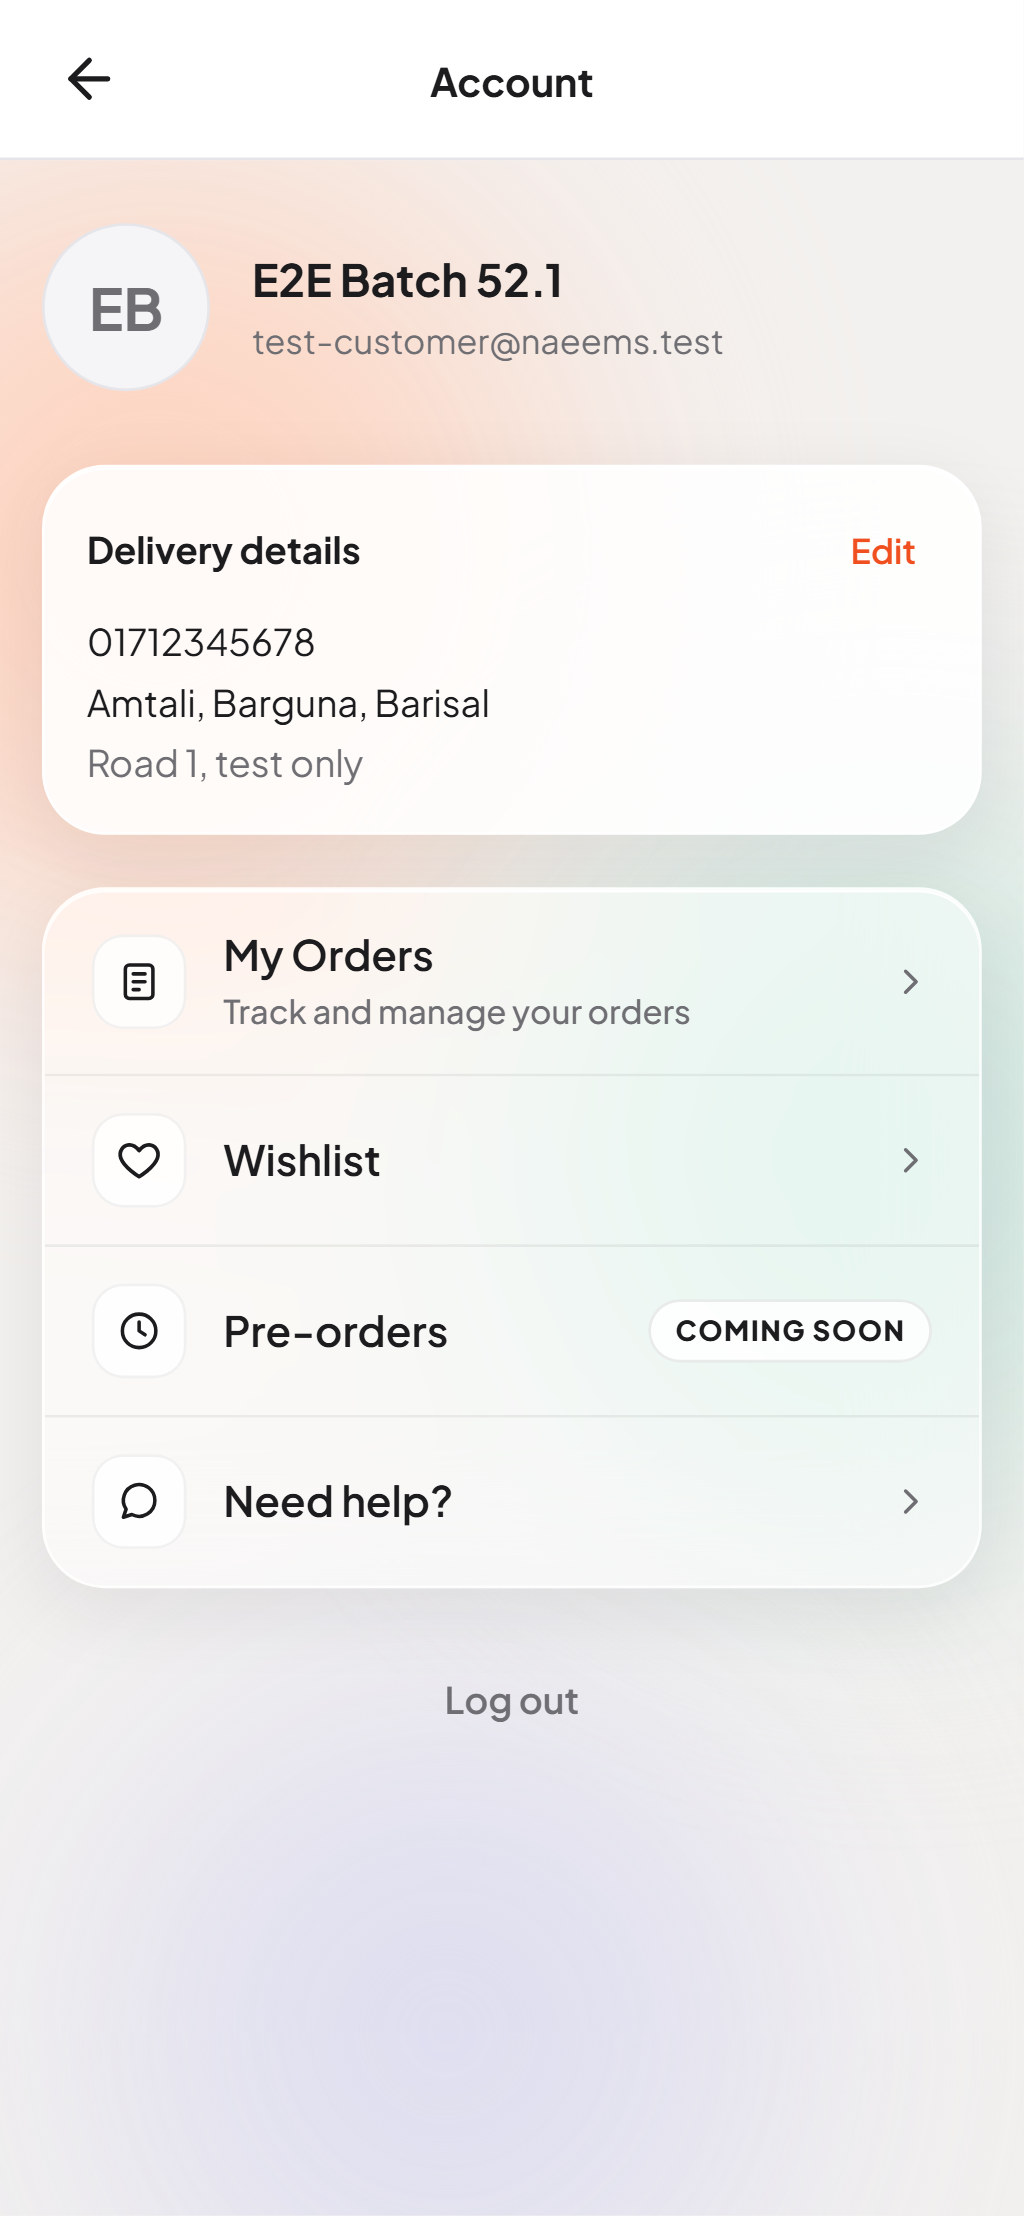 Account
EB
E2E Batch 52.1
test-customer@naeems.test
Delivery details
Edit
01712345678
Amtali, Barguna, Barisal
Road 1, test only
My Orders
Track and manage your orders
Wishlist
Pre-orders
COMING SOON
Need help?
Log out